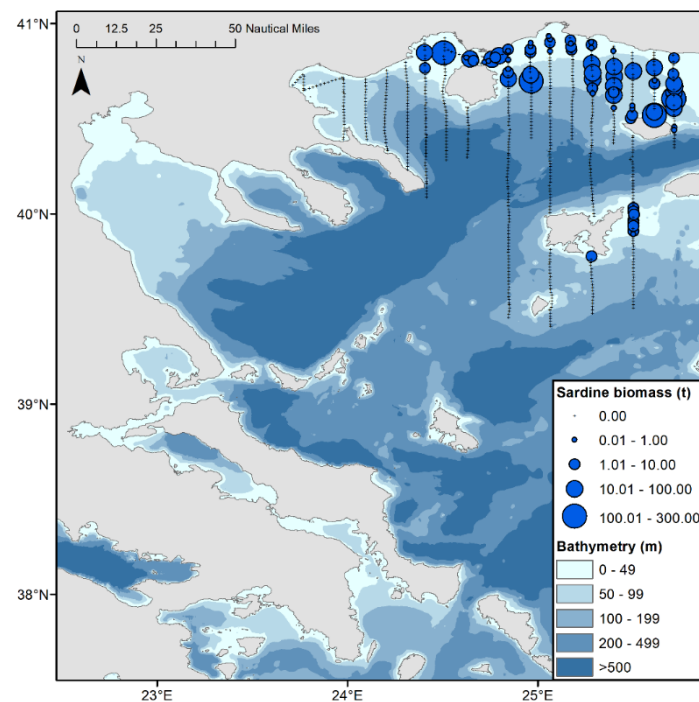 41°N
0 12.5 25 50 Nautical Miles
N
40°N
39°N
38°N
Sardine biomass (t)
0.00
0.01 - 1.00
1.01 - 10.00
10.01 - 100.00
100.01 - 300.00
Bathymetry (m)
0 - 49
50 - 99
100 - 199
200 - 499
>500
23°E 24°E 25°E